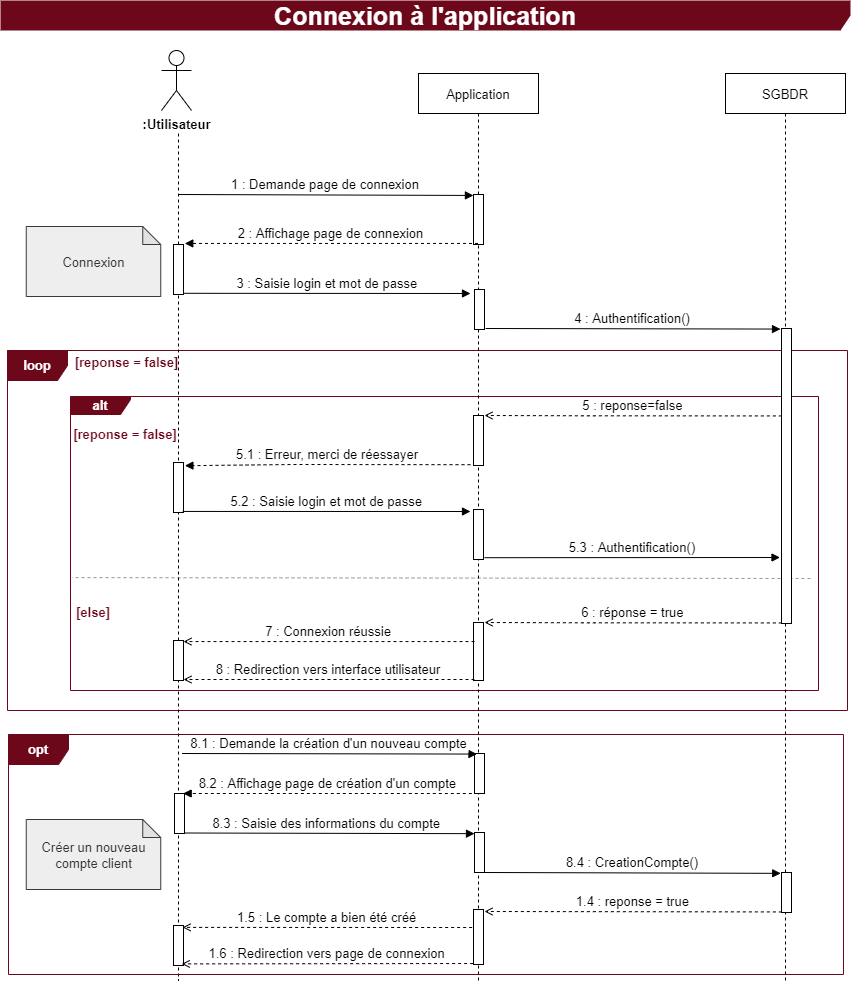 Connexion à l'application
:Utilisateur
Application
SGBDR
1 : Demande page de connexion
2 : Affichage page de connexion
Connexion
3 : Saisie login et mot de passe
4 : Authentification()
loop
[reponse = false]
alt
5 : reponse=false
[reponse = false]
5.1 : Erreur, merci de réessayer
5.2 : Saisie login et mot de passe
5.3 : Authentification()
[else]
6 : réponse = true
7 : Connexion réussie
8 : Redirection vers interface utilisateur
opt
8.1 : Demande la création d'un nouveau compte
8.2 : Affichage page de création d'un compte
8.3 : Saisie des informations du compte
Créer un nouveau
compte client
8.4 : CreationCompte()
1.4 : reponse = true
1.5 : Le compte a bien été créé
1.6 : Redirection vers page de connexion